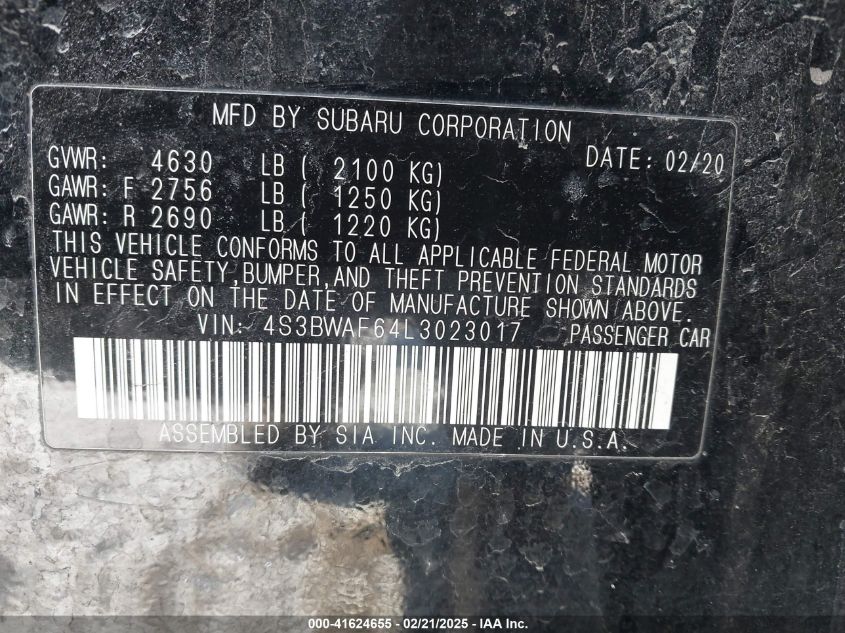 MFD BY SUBARU CORPORATION
GVWR: 4630 LB ( 2100 KG) DATE: 02/20
GAWR: F 2756 LB ( 1250 KG)
GAWR: R 2690 LB ( 1220 KG)
THIS VEHICLE CONFORMS TO ALL APPLICABLE FEDERAL MOTOR
VEHICLE SAFETY, BUMPER, AND THEFT PREVENTION STANDARDS
IN EFFECT ON THE DATE OF MANUFACTURE SHOWN ABOVE.
VIN: 4S3BWAF64L3023017 PASSENGER CAR
ASSEMBLED BY SIA INC. MADE IN U.S.A.
000-41624655 - 02/21/2025 - IAA Inc.